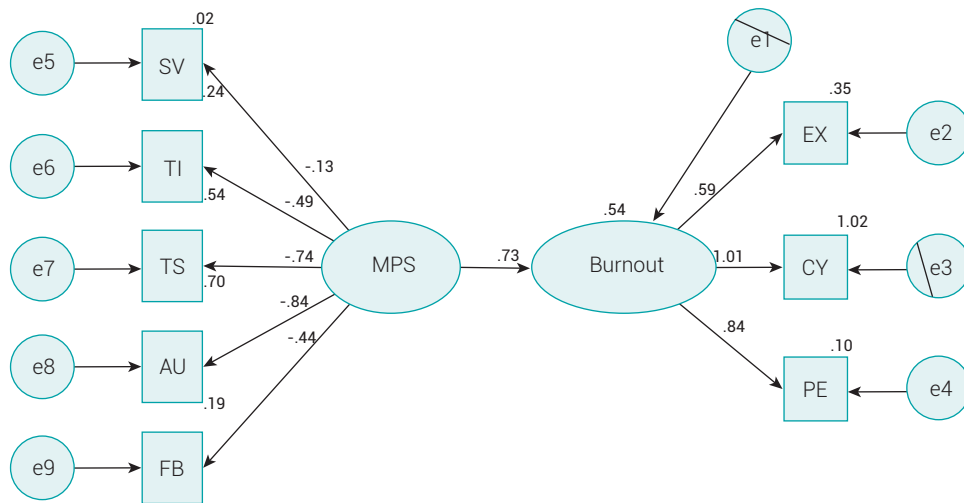 .02
e1
e5
SV
.24
.35
EX
e2
-.13
.59
e6
TI
.54
-.49
.54
1.02
e7
TS
.70
-.74
MPS
.73
Burnout
1.01
CY
e3
-.84
-.44
.84
.10
e8
AU
.19
PE
e4
e9
FB